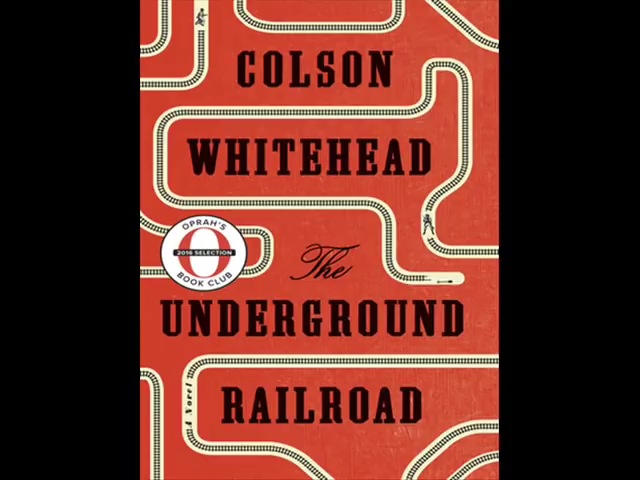 COLSON
WHITEHEAD
OPRAH'S
2016 SELECTION
BOOK CLUB
The
UNDERGROUND
RAILROAD
A Novel